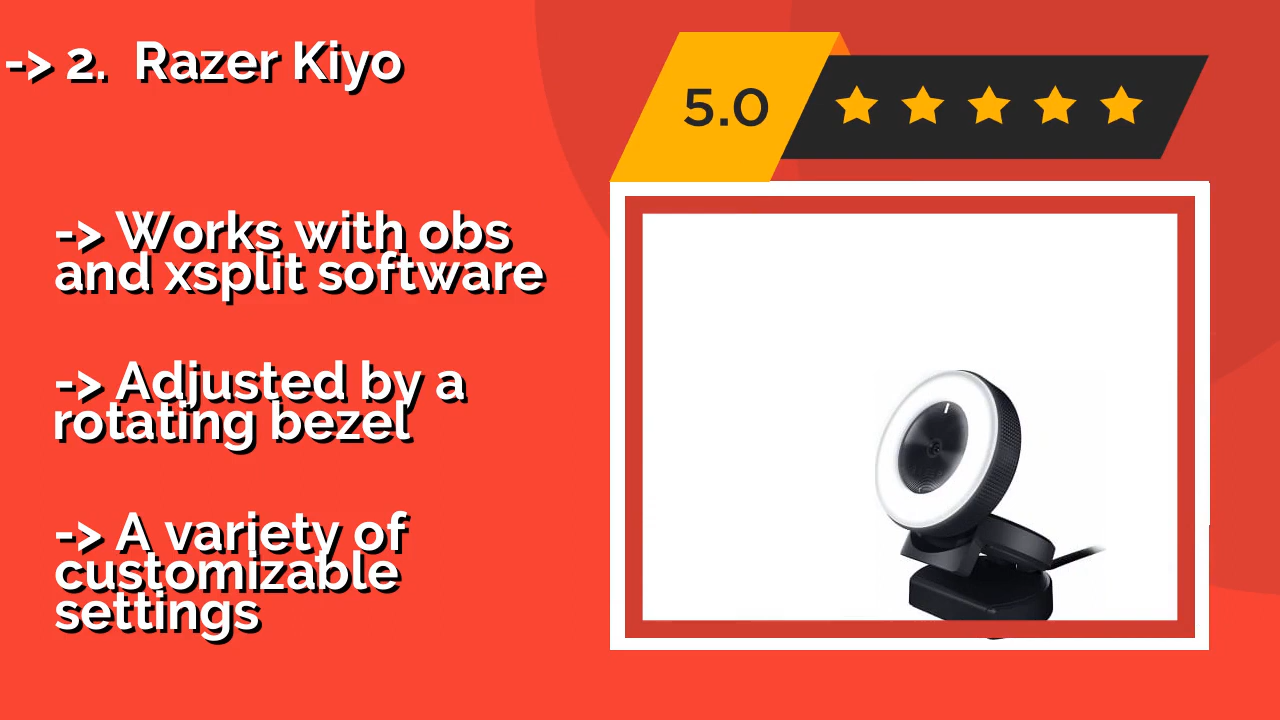 -> 2.  Razer Kiyo
5.0
-> Works with obs
and xsplit software
-> Adjusted by a
rotating bezel
-> A variety of
customizable
settings